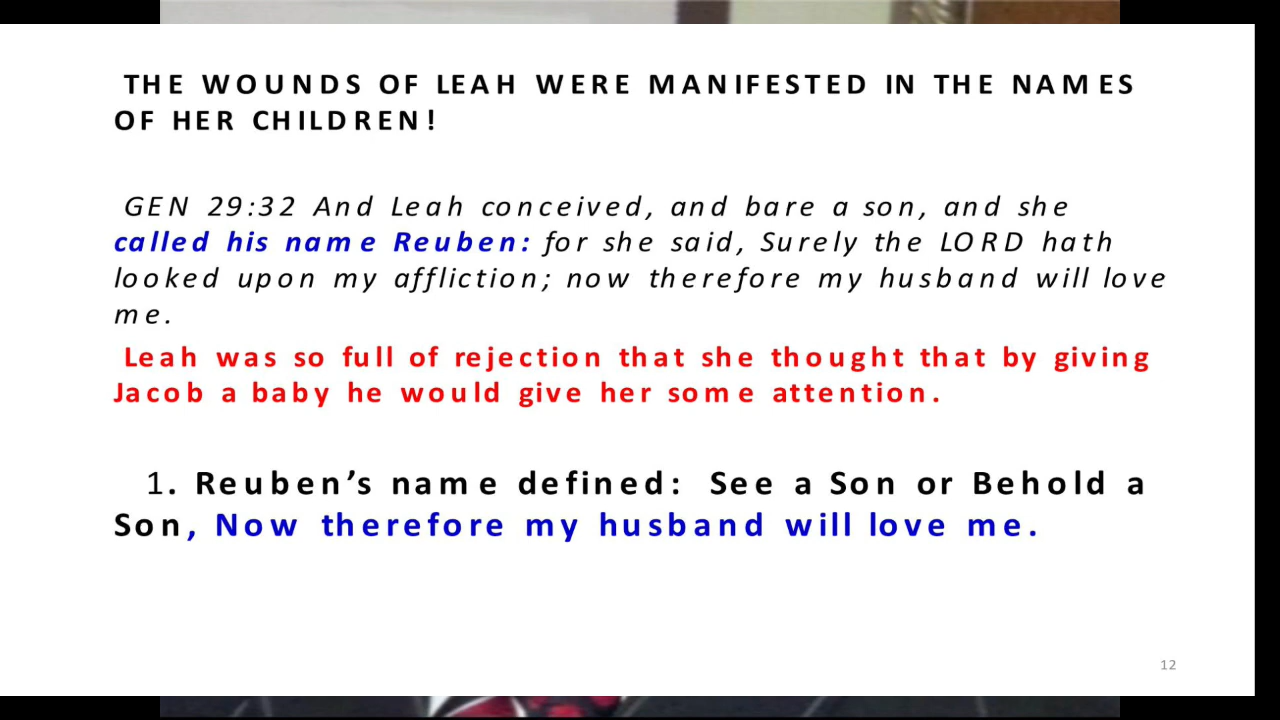 THE WOUNDS OF LEAH WERE MANIFESTED IN THE NAMES
OF HER CHILDREN!
GEN 29:32 And Leah conceived, and bare a son, and she
called his name Reuben: for she said, Surely the LORD hath
looked upon my affliction; now therefore my husband will love
me.
Leah was so full of rejection that she thought that by giving
Jacob a baby he would give her some attention.
1. Reuben’s name defined: See a Son or Behold a
Son, Now therefore my husband will love me.
12